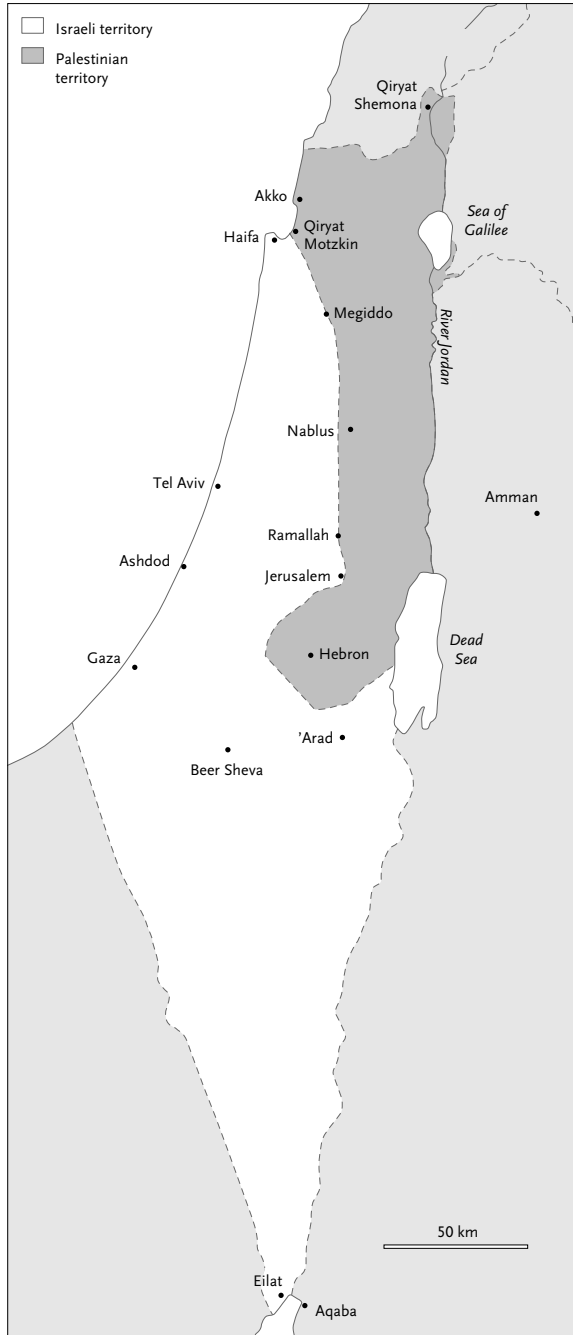 Israeli territory
Palestinian
territory
Qiryat
Shemona
Akko
Sea of
Galilee
Qiryat
Motzkin
Haifa
Megiddo
River Jordan
Nablus
Tel Aviv
Amman
Ramallah
Ashdod
Jerusalem
Dead
Sea
Hebron
Gaza
'Arad
Beer Sheva
50 km
Eilat
Aqaba